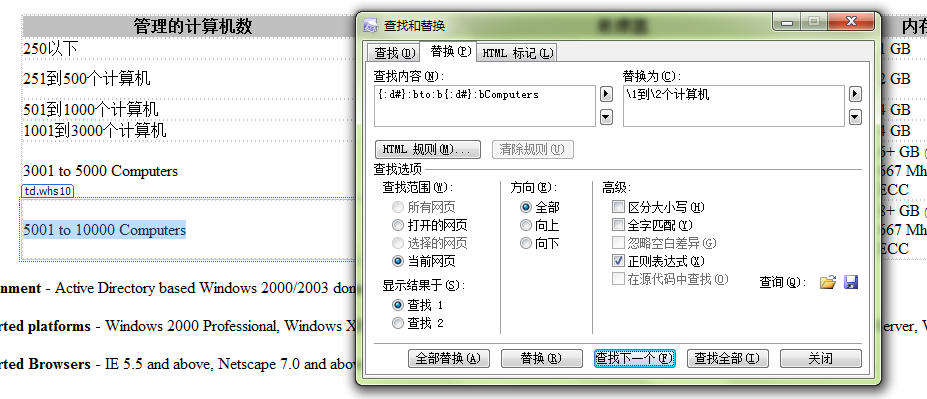 管理的计算机数
内存
250以下
1 GB
251到500个计算机
2 GB
501到1000个计算机
4 GB
1001到3000个计算机
4 GB
3001 to 5000 Computers
6+ GB @
667 Mh
ECC
td.whs10
5001 to 10000 Computers
8+ GB @
667 Mh
ECC
nment - Active Directory based Windows 2000/2003 don
rted platforms - Windows 2000 Professional, Windows X
erver, W
rted Browsers - IE 5.5 and above, Netscape 7.0 and abov
查找和替换
查找(D)
替换(P)
HTML 标记(L)
查找内容(N):
替换为(C):
{:d#}:bto:b{:d#}:bComputers
\1到\2个计算机
HTML 规则(M)...
清除规则(U)
查找选项
查找范围(W):
方向(E):
高级:
所有网页
全部
区分大小写(H)
打开的网页
向上
全字匹配(Y)
选择的网页
向下
忽略空白差异(G)
当前网页
正则表达式(X)
在源代码中查找(O)
查询(Q):
显示结果于(S):
查找 1
查找 2
全部替换(A)
替换(R)
查找下一个(F)
查找全部(I)
关闭